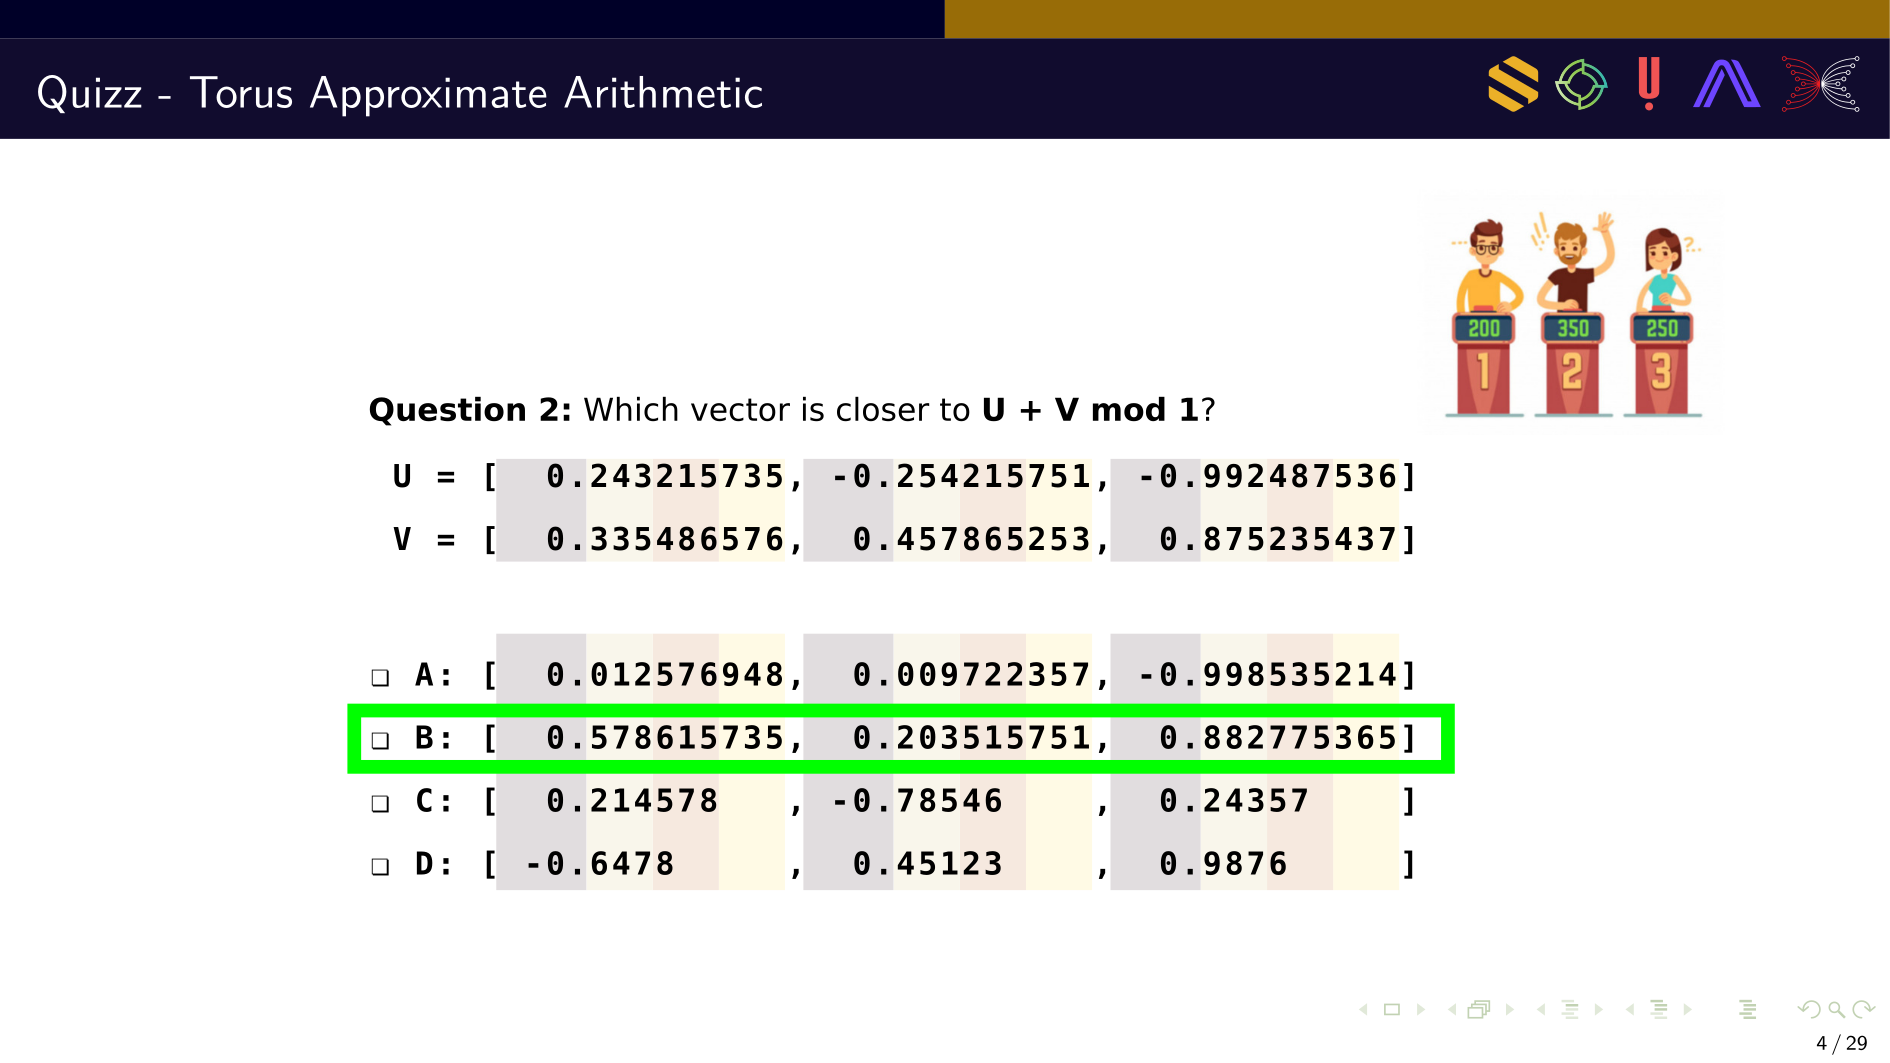 Quizz - Torus Approximate Arithmetic
200 350 250
1 2 3
Question 2: Which vector is closer to U + V mod 1?
U = [ 0.243215735, -0.254215751, -0.992487536]
V = [ 0.335486576, 0.457865253, 0.875235437]
❏ A: [ 0.012576948, 0.009722357, -0.998535214]
❏ B: [ 0.578615735, 0.203515751, 0.882775365]
❏ C: [ 0.214578 , -0.78546 , 0.24357 ]
❏ D: [ -0.6478 , 0.45123 , 0.9876 ]
4 / 29